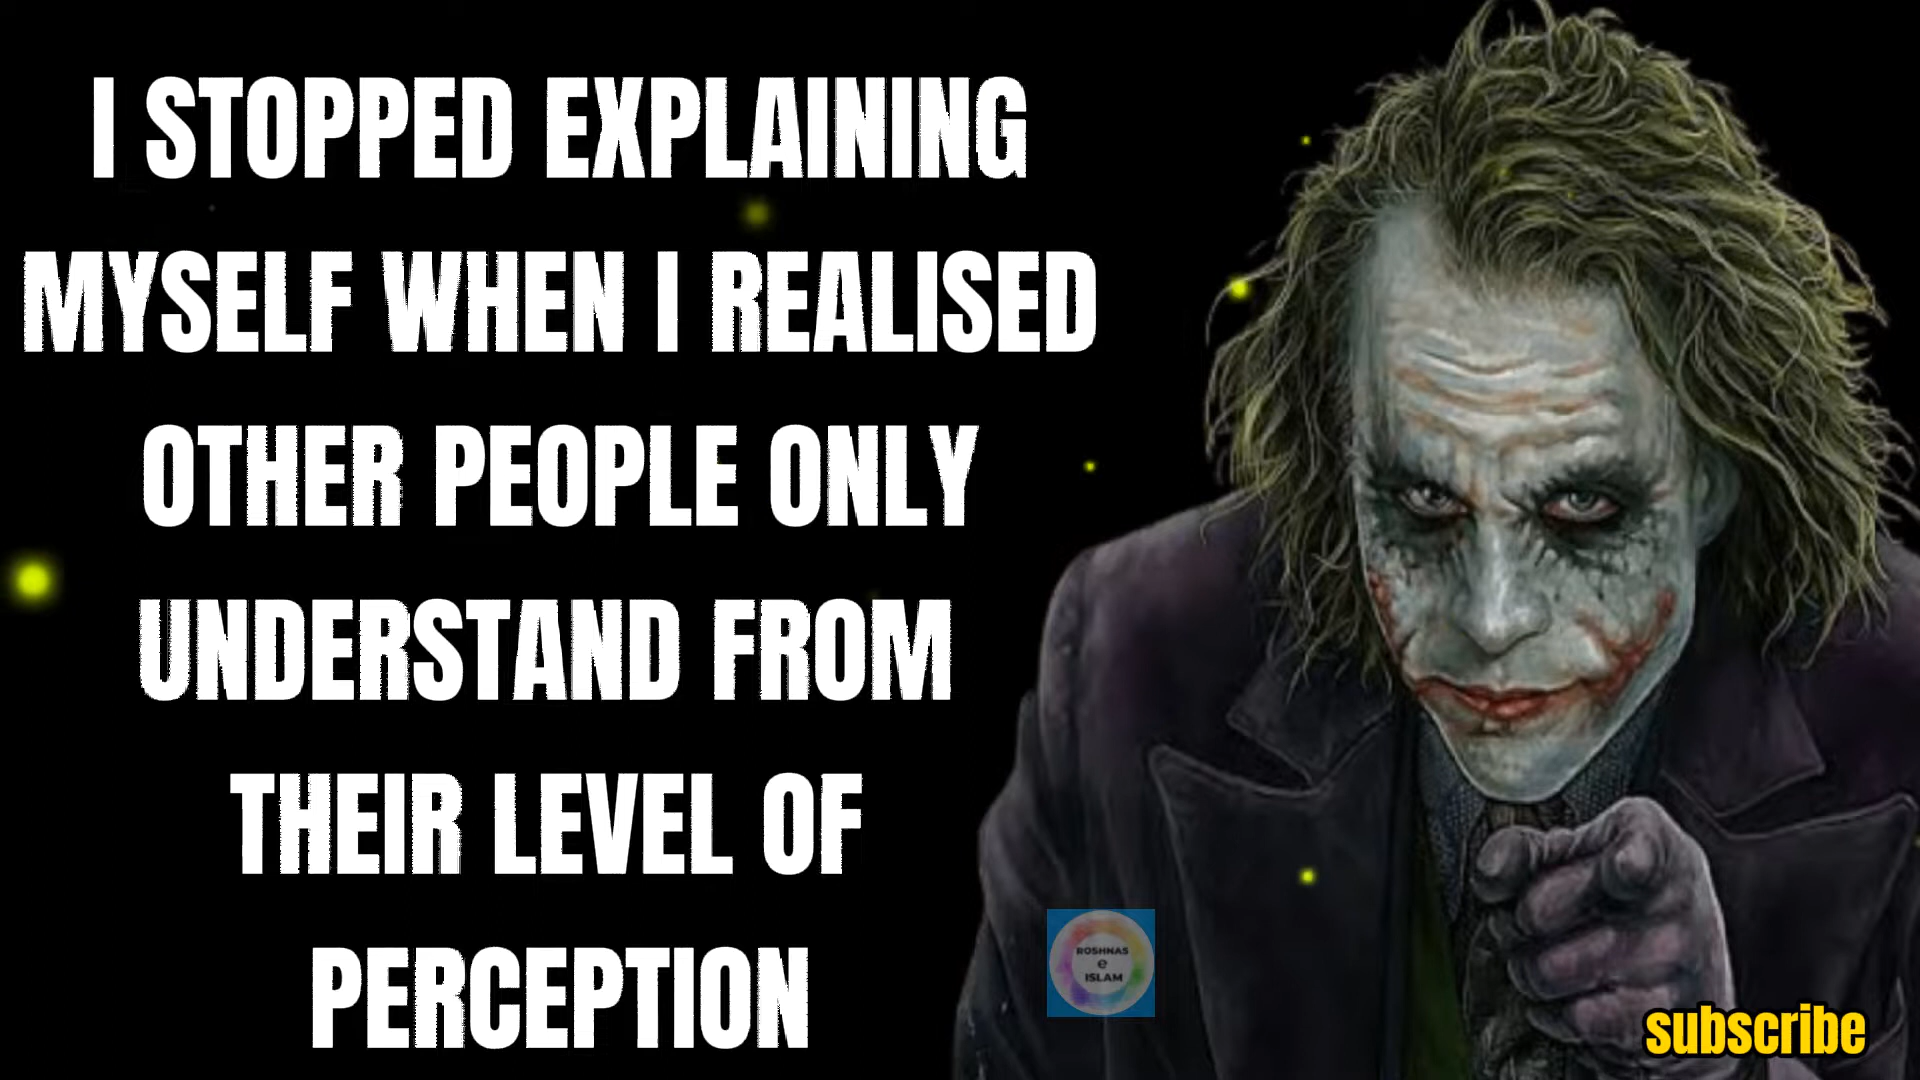 I STOPPED EXPLAINING
MYSELF WHEN I REALISED
OTHER PEOPLE ONLY
UNDERSTAND FROM
THEIR LEVEL OF
PERCEPTION
ROSHNAS
e
ISLAM
subscribe